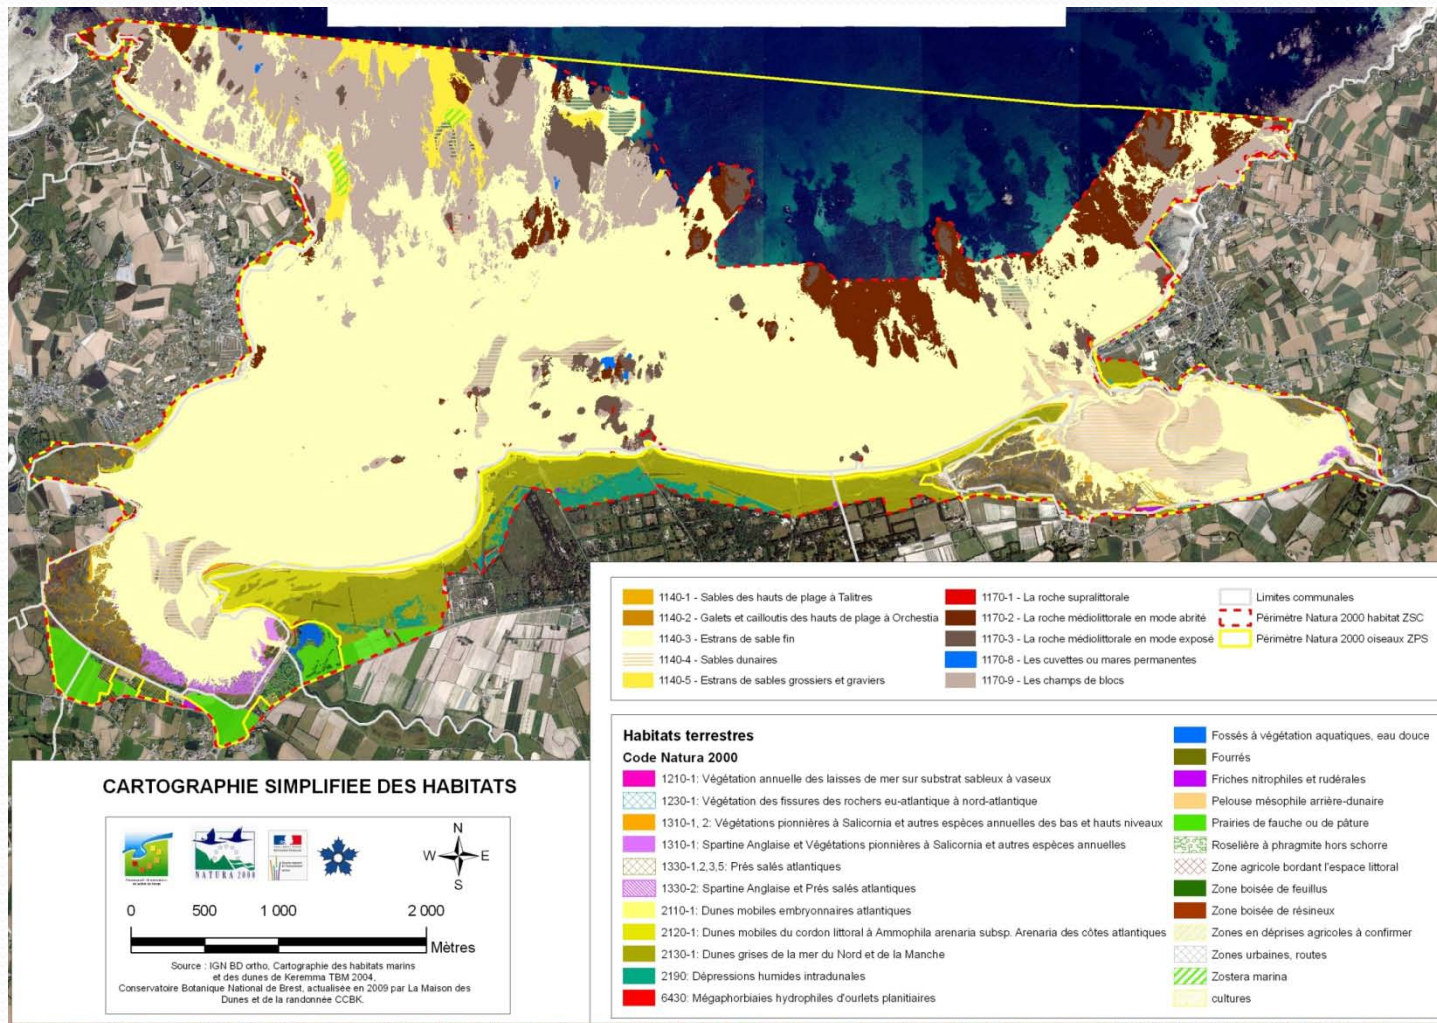 1140-1 - Sables des hauts de plage à Talitres
1140-2 - Galets et cailloutis des hauts de plage à Orchestia
1140-3 - Estrans de sable fin
1140-4 - Sables dunaires
1140-5 - Estrans de sables grossiers et graviers
1170-1 - La roche supralittorale
1170-2 - La roche médiolittorale en mode abrité
1170-3 - La roche médiolittorale en mode exposé
1170-8 - Les cuvettes ou mares permanentes
1170-9 - Les champs de blocs
Limites communales
Périmètre Natura 2000 habitat ZSC
Périmètre Natura 2000 oiseaux ZPS
Habitats terrestres
Code Natura 2000
1210-1: Végétation annuelle des laisses de mer sur substrat sableux à vaseux
1230-1: Végétation des fissures des rochers eu-atlantique à nord-atlantique
1310-1, 2: Végétations pionnières à Salicornia et autres espèces annuelles des bas et hauts niveaux
1310-1: Spartine Anglaise et Végétations pionnières à Salicornia et autres espèces annuelles
1330-1,2,3,5: Prés salés atlantiques
1330-2: Spartine Anglaise et Prés salés atlantiques
2110-1: Dunes mobiles embryonnaires atlantiques
2120-1: Dunes mobiles du cordon littoral à Ammophila arenaria subsp. Arenaria des côtes atlantiques
2130-1: Dunes grises de la mer du Nord et de la Manche
2190: Dépressions humides intradunales
6430: Mégaphorbiaies hydrophiles d'ourlets planitiaires
Fossés à végétation aquatiques, eau douce
Fourrés
Friches nitrophiles et rudérales
Pelouse mésophile arrière-dunaire
Prairies de fauche ou de pâture
Roselière à phragmite hors schorre
Zone agricole bordant l'espace littoral
Zone boisée de feuillus
Zone boisée de résineux
Zones en déprises agricoles à confirmer
Zones urbaines, routes
Zostera marina
cultures
CARTOGRAPHIE SIMPLIFIEE DES HABITATS
NATURA 2000
N
W E
S
0 500 1 000 2 000
Mètres
Source : IGN BD ortho, Cartographie des habitats marins
et des dunes de Keremma TBM 2004,
Conservatoire Botanique National de Brest, actualisée en 2009 par La Maison des
Dunes et de la randonnée CCBK.